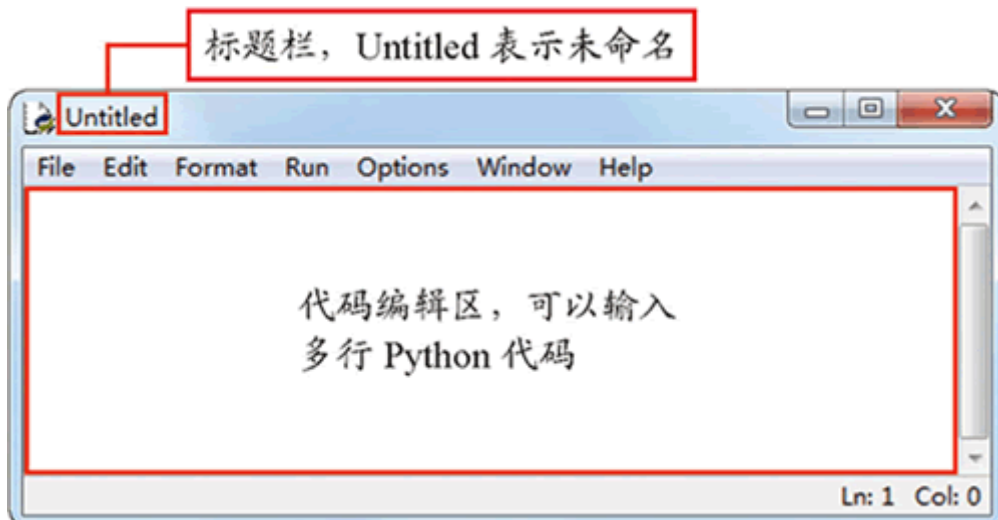 标题栏，Untitled 表示未命名
Untitled
File Edit Format Run Options Window Help
代码编辑区，可以输入
多行 Python 代码
Ln: 1 Col: 0